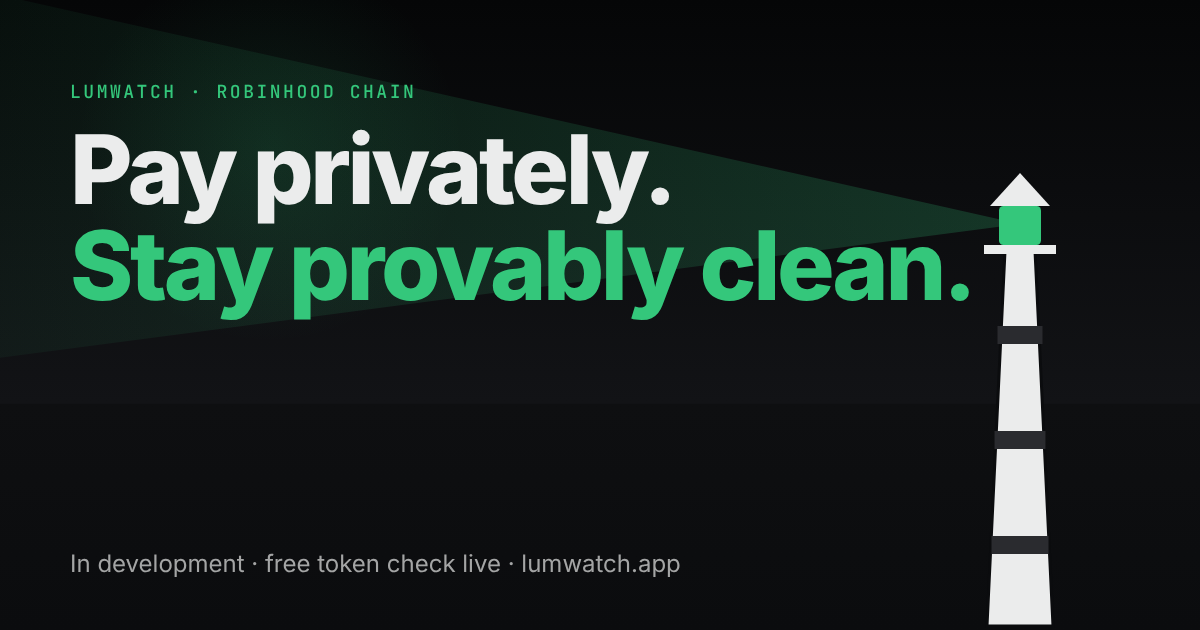 LUMWATCH · ROBINHOOD CHAIN
Pay privately.
Stay provably clean.
In development · free token check live · lumwatch.app